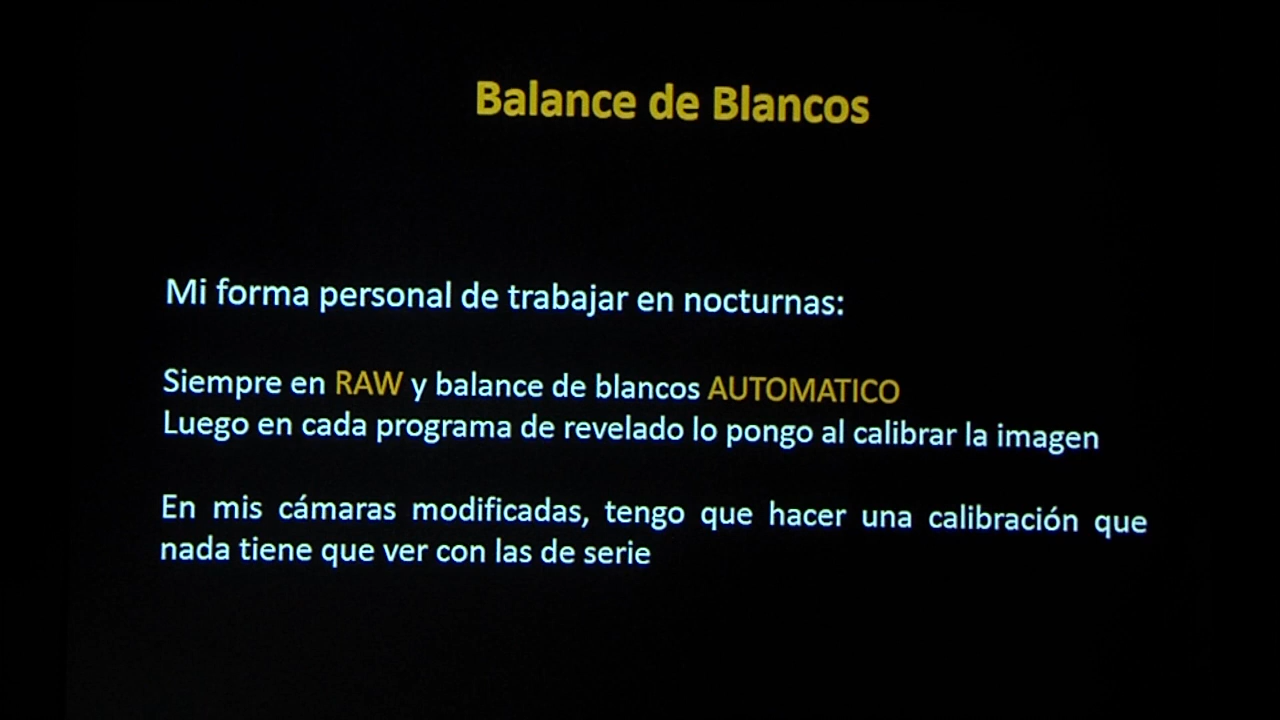 Balance de Blancos
Mi forma personal de trabajar en nocturnas:
Siempre en RAW y balance de blancos AUTOMATICO
Luego en cada programa de revelado lo pongo al calibrar la imagen
En mis cámaras modificadas, tengo que hacer una calibración que
nada tiene que ver con las de serie